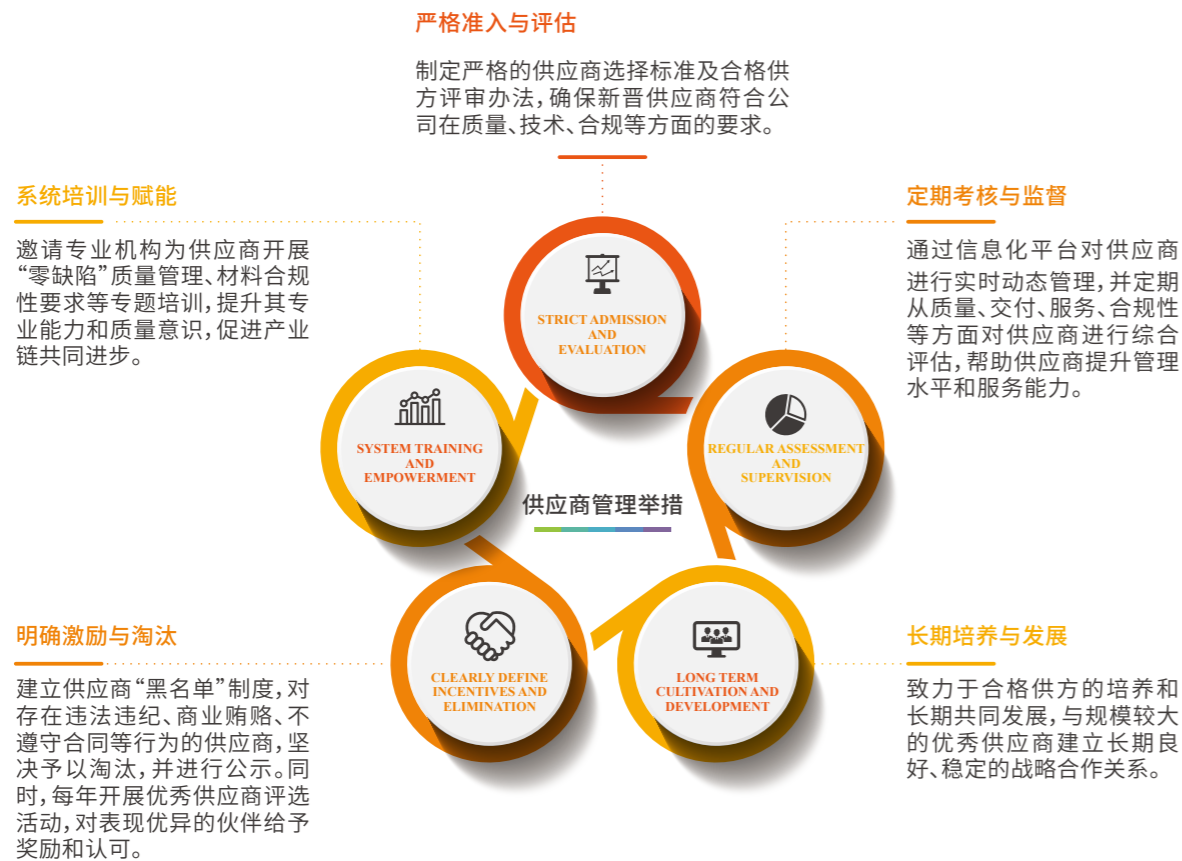 严格准入与评估
制定严格的供应商选择标准及合格供
方评审办法，确保新晋供应商符合公
司在质量、技术、合规等方面的要求。
系统培训与赋能
邀请专业机构为供应商开展
“零缺陷”质量管理、材料合规
性要求等专题培训，提升其专
业能力和质量意识，促进产业
链共同进步。
定期考核与监督
通过信息化平台对供应商
进行实时动态管理，并定期
从质量、交付、服务、合规性
等方面对供应商进行综合
评估，帮助供应商提升管理
水平和服务能力。
STRICT ADMISSION
AND
EVALUATION
SYSTEM TRAINING
AND
EMPOWERMENT
REGULAR ASSESSMENT
AND
SUPERVISION
供应商管理举措
CLEARLY DEFINE
INCENTIVES AND
ELIMINATION
LONG TERM
CULTIVATION AND
DEVELOPMENT
明确激励与淘汰
建立供应商“黑名单”制度，对
存在违法违纪、商业贿赂、不
遵守合同等行为的供应商，坚
决予以淘汰，并进行公示。同
时，每年开展优秀供应商评选
活动，对表现优异的伙伴给予
奖励和认可。
长期培养与发展
致力于合格供方的培养和
长期共同发展，与规模较大
的优秀供应商建立长期良
好、稳定的战略合作关系。